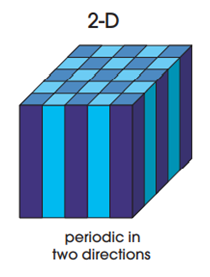 2-D
periodic in
two directions